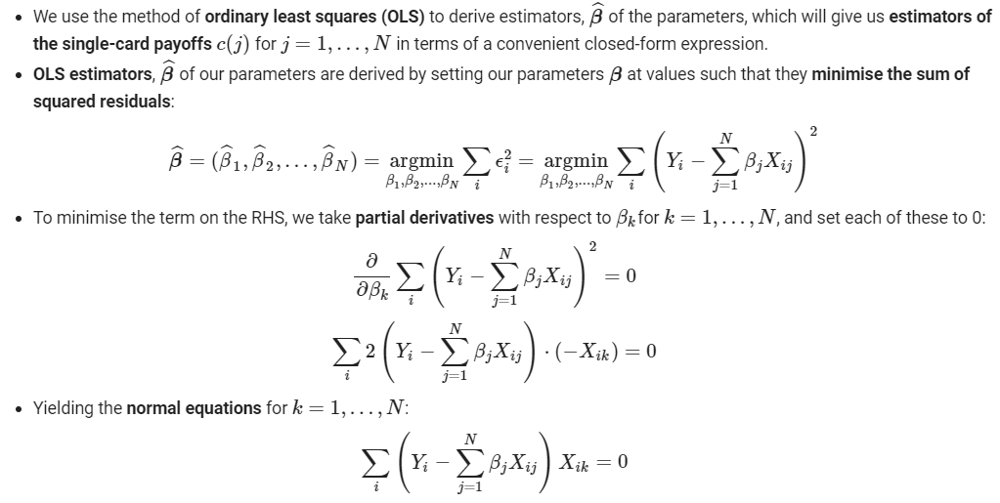 • We use the method of ordinary least squares (OLS) to derive estimators, $\widehat{\boldsymbol{\beta}}$ of the parameters, which will give us estimators of
the single-card payoffs $c(j)$ for $j = 1, \ldots, N$ in terms of a convenient closed-form expression.
• OLS estimators, $\widehat{\boldsymbol{\beta}}$ of our parameters are derived by setting our parameters $\boldsymbol{\beta}$ at values such that they minimise the sum of
squared residuals:
$\widehat{\boldsymbol{\beta}} = (\widehat{\beta}_1, \widehat{\beta}_2, \ldots, \widehat{\beta}_N) = \underset{\beta_1, \beta_2, \ldots, \beta_N}{\operatorname{argmin}} \sum_i \epsilon_i^2 = \underset{\beta_1, \beta_2, \ldots, \beta_N}{\operatorname{argmin}} \sum_i \left( Y_i - \sum_{j=1}^{N} \beta_j X_{ij} \right)^2$
• To minimise the term on the RHS, we take partial derivatives with respect to $\beta_k$ for $k = 1, \ldots, N$, and set each of these to 0:
$\frac{\partial}{\partial \beta_k} \sum_i \left( Y_i - \sum_{j=1}^{N} \beta_j X_{ij} \right)^2 = 0$
$\sum_i 2 \left( Y_i - \sum_{j=1}^{N} \beta_j X_{ij} \right) \cdot (-X_{ik}) = 0$
• Yielding the normal equations for $k = 1, \ldots, N$:
$\sum_i \left( Y_i - \sum_{j=1}^{N} \beta_j X_{ij} \right) X_{ik} = 0$